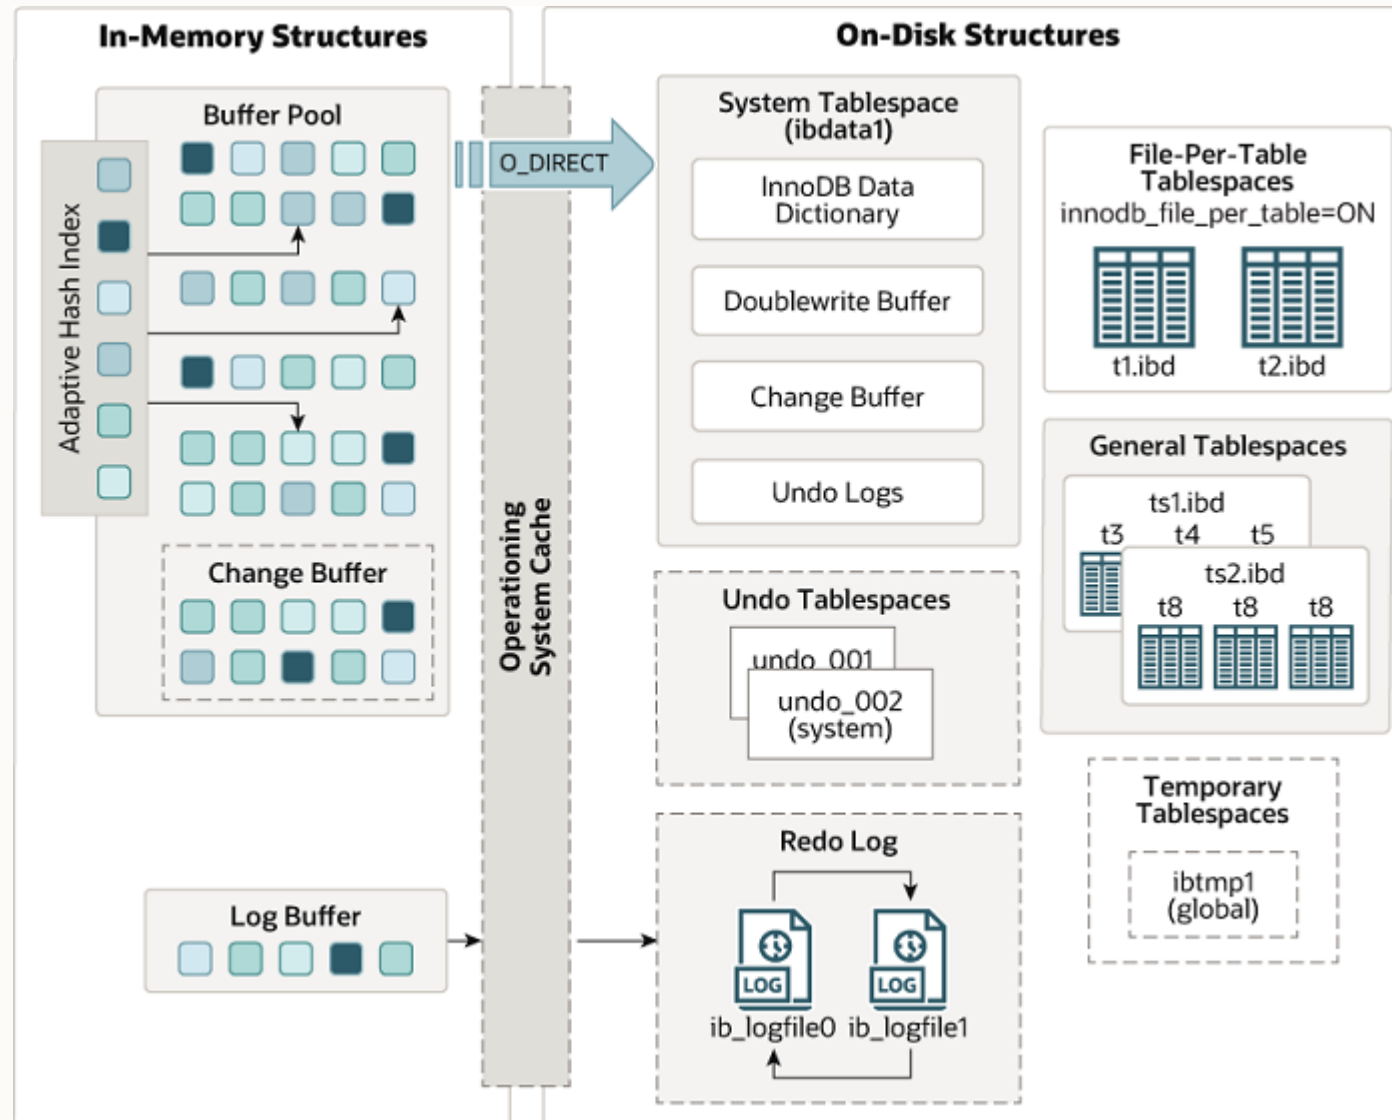 In-Memory Structures
On-Disk Structures
Buffer Pool
Adaptive Hash Index
Change Buffer
Log Buffer
Operationing
System Cache
O_DIRECT
System Tablespace
(ibdata1)
InnoDB Data
Dictionary
Doublewrite Buffer
Change Buffer
Undo Logs
Undo Tablespaces
undo_001
undo_002
(system)
Redo Log
LOG
LOG
ib_logfile0
ib_logfile1
File-Per-Table
Tablespaces
innodb_file_per_table=ON
t1.ibd
t2.ibd
General Tablespaces
ts1.ibd
t3 t4 t5
ts2.ibd
t8 t8 t8
Temporary
Tablespaces
ibtmp1
(global)